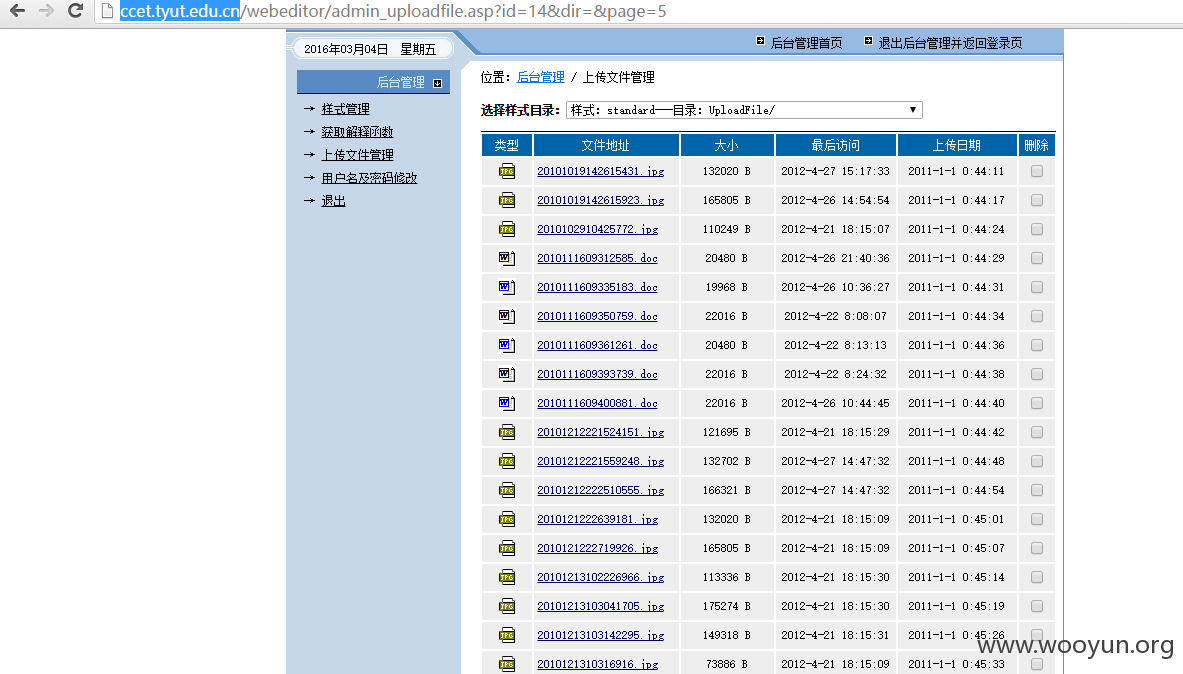 ccet.tyut.edu.cn/webeditor/admin_uploadfile.asp?id=14&dir=&page=5
2016年03月04日 星期五
后台管理首页 退出后台管理并返回登录页
后台管理
→ 样式管理
→ 获取解释函数
→ 上传文件管理
→ 用户名及密码修改
→ 退出
位置：后台管理 / 上传文件管理
选择样式目录： 样式：standard---目录：UploadFile/
类型 文件地址 大小 最后访问 上传日期 删除
JPG 20101019142615431.jpg 132020 B 2012-4-27 15:17:33 2011-1-1 0:44:11
JPG 20101019142615923.jpg 165805 B 2012-4-26 14:54:54 2011-1-1 0:44:17
JPG 2010102910425772.jpg 110249 B 2012-4-21 18:15:07 2011-1-1 0:44:24
W 2010111609312585.doc 20480 B 2012-4-26 21:40:36 2011-1-1 0:44:29
W 2010111609335183.doc 19968 B 2012-4-26 10:36:27 2011-1-1 0:44:31
W 2010111609350759.doc 22016 B 2012-4-22 8:08:07 2011-1-1 0:44:34
W 2010111609361261.doc 20480 B 2012-4-22 8:13:13 2011-1-1 0:44:36
W 2010111609393739.doc 22016 B 2012-4-22 8:24:32 2011-1-1 0:44:38
W 2010111609400881.doc 22016 B 2012-4-26 10:44:45 2011-1-1 0:44:40
JPG 20101212221524151.jpg 121695 B 2012-4-21 18:15:29 2011-1-1 0:44:42
JPG 20101212221559248.jpg 132702 B 2012-4-27 14:47:32 2011-1-1 0:44:48
JPG 20101212222510555.jpg 166321 B 2012-4-27 14:47:32 2011-1-1 0:44:54
JPG 2010121222639181.jpg 132020 B 2012-4-21 18:15:09 2011-1-1 0:45:01
JPG 2010121222719926.jpg 165805 B 2012-4-21 18:15:09 2011-1-1 0:45:07
JPG 20101213102226966.jpg 113336 B 2012-4-21 18:15:30 2011-1-1 0:45:14
JPG 20101213103041705.jpg 175274 B 2012-4-21 18:15:30 2011-1-1 0:45:19
JPG 20101213103142295.jpg 149318 B 2012-4-21 18:15:31 2011-1-1 0:45:26
JPG 2010121310316916.jpg 73886 B 2012-4-21 18:15:09 2011-1-1 0:45:33
www.wooyun.org